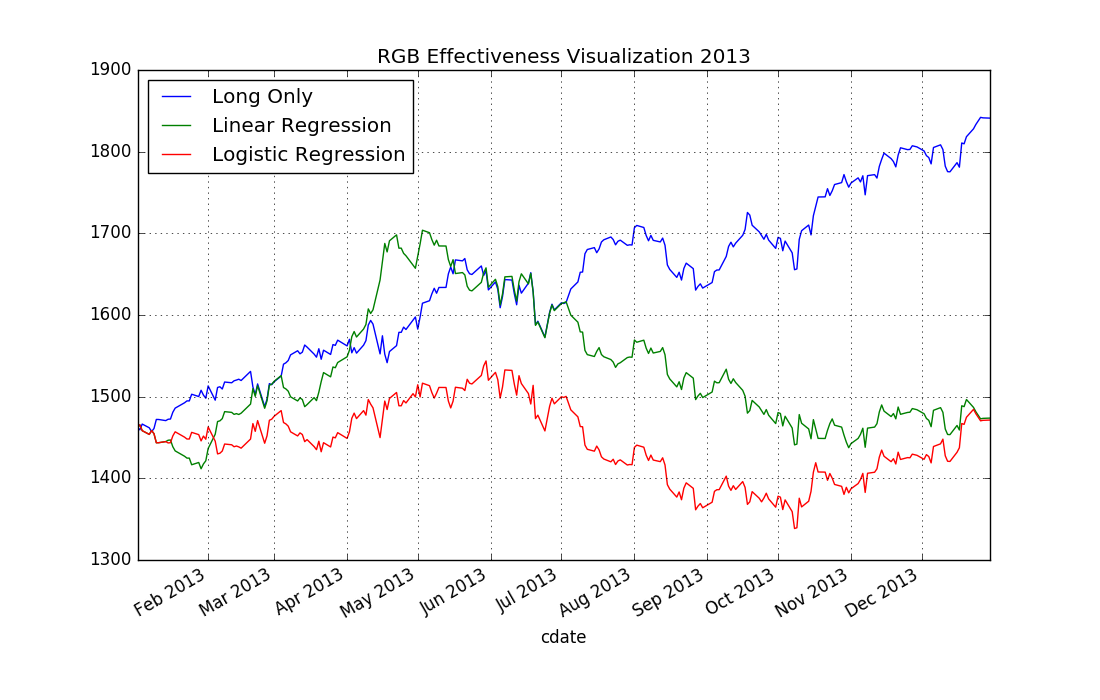 RGB Effectiveness Visualization 2013
Long Only
Linear Regression
Logistic Regression
1900
1800
1700
1600
1500
1400
1300
Feb 2013
Mar 2013
Apr 2013
May 2013
Jun 2013
Jul 2013
Aug 2013
Sep 2013
Oct 2013
Nov 2013
Dec 2013
cdate